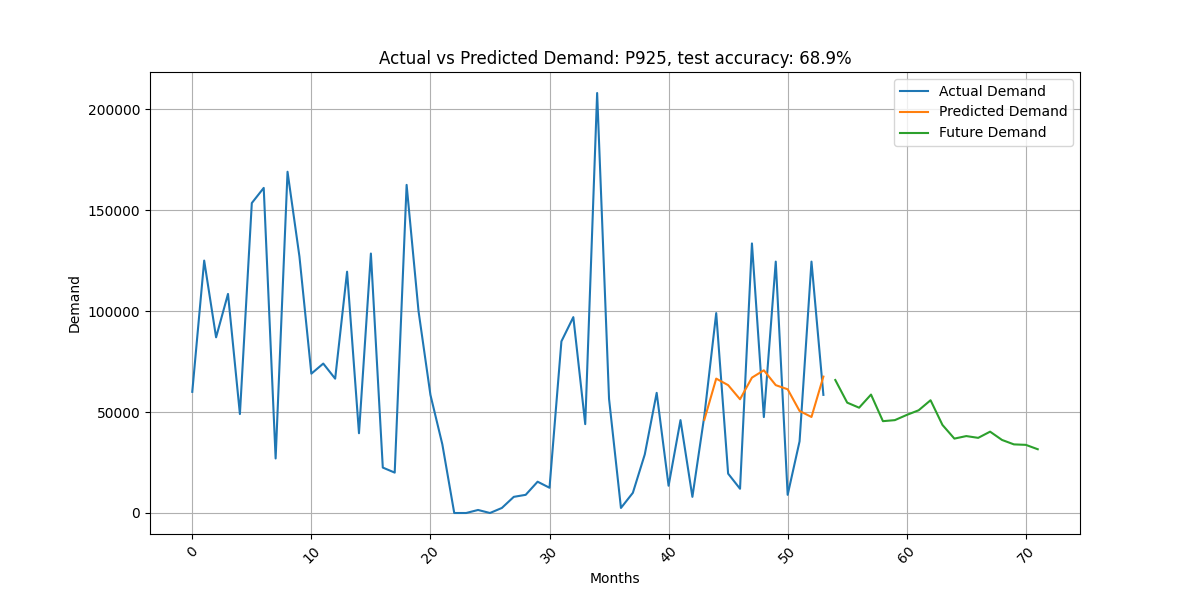 Actual vs Predicted Demand: P925, test accuracy: 68.9%
Actual Demand
Predicted Demand
Future Demand
200000
150000
100000
50000
0
Demand
0 10 20 30 40 50 60 70
Months